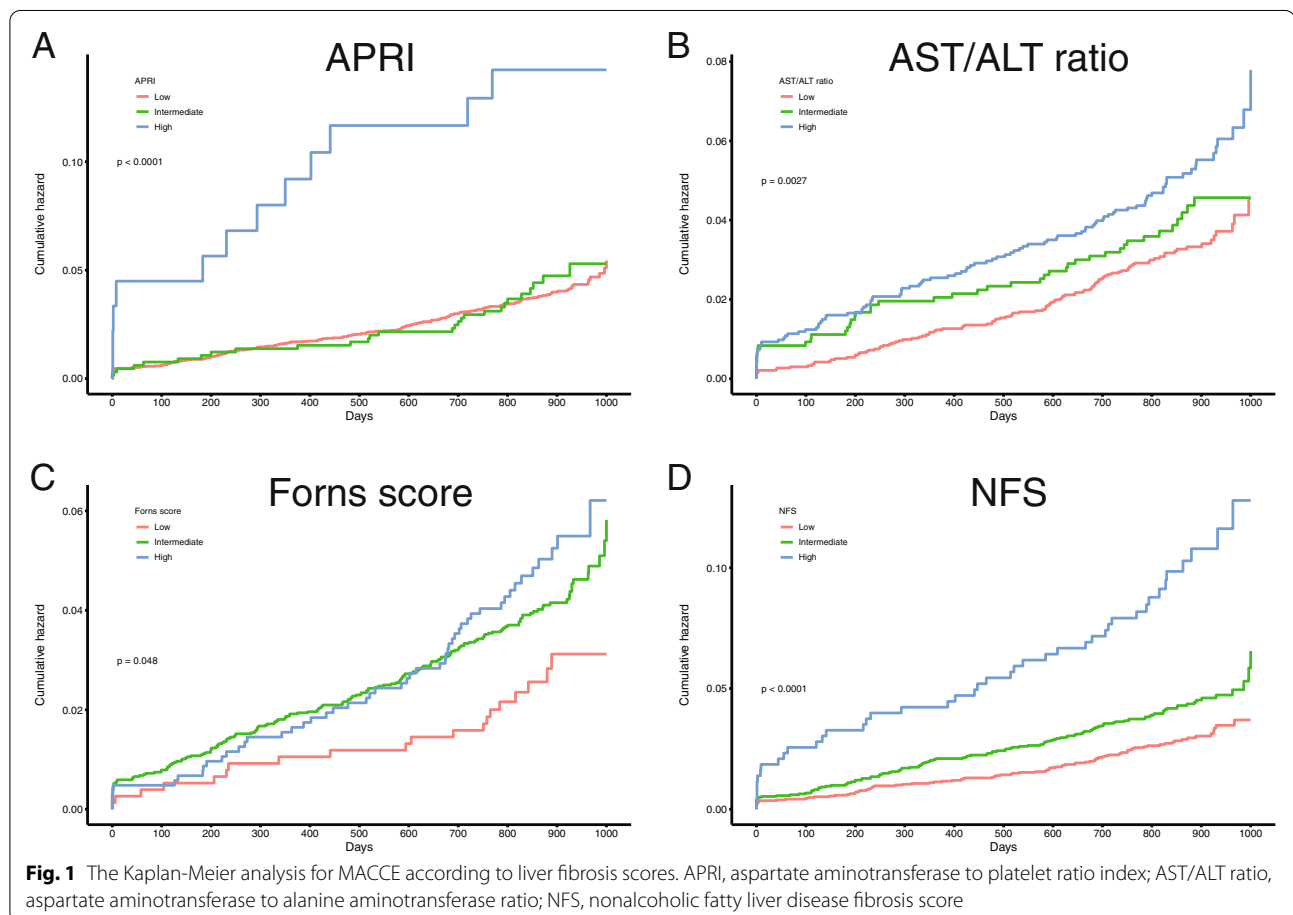 A
APRI
APRI
Low
Intermediate
High
p < 0.0001
Cumulative hazard
0.10
0.05
0.00
0 100 200 300 400 500 600 700 800 900 1000
Days
B
AST/ALT ratio
AST/ALT ratio
Low
Intermediate
High
p = 0.0027
Cumulative hazard
0.08
0.06
0.04
0.02
0.00
0 100 200 300 400 500 600 700 800 900 1000
Days
C
Forns score
Forns score
Low
Intermediate
High
p = 0.048
Cumulative hazard
0.06
0.04
0.02
0.00
0 100 200 300 400 500 600 700 800 900 1000
Days
D
NFS
NFS
Low
Intermediate
High
p < 0.0001
Cumulative hazard
0.10
0.05
0.00
0 100 200 300 400 500 600 700 800 900 1000
Days
Fig. 1 The Kaplan-Meier analysis for MACCE according to liver fibrosis scores. APRI, aspartate aminotransferase to platelet ratio index; AST/ALT ratio,
aspartate aminotransferase to alanine aminotransferase ratio; NFS, nonalcoholic fatty liver disease fibrosis score